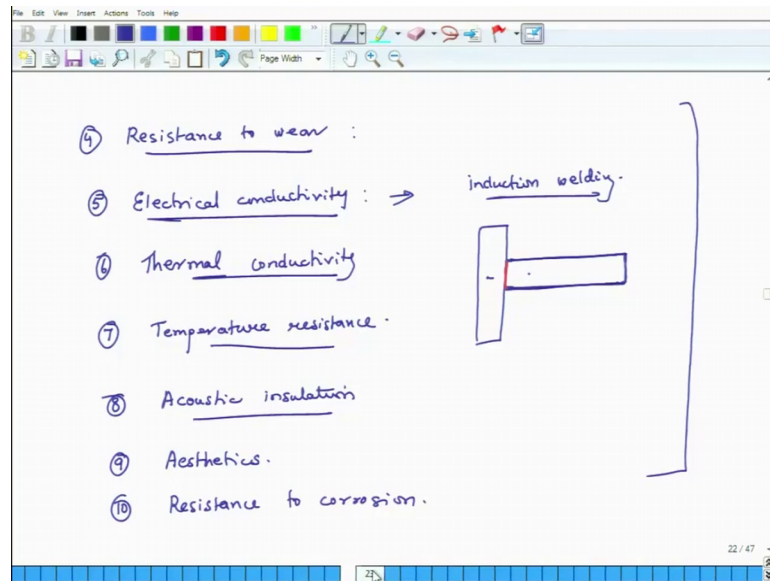 File Edit View Insert Actions Tools Help
B I
Page Width
④ Resistance to wear :
⑤ Electrical conductivity : → induction welding.
⑥ Thermal conductivity
⑦ Temperature resistance.
⑧ Acoustic insulation
⑨ Aesthetics.
⑩ Resistance to corrosion.
22 / 47
23